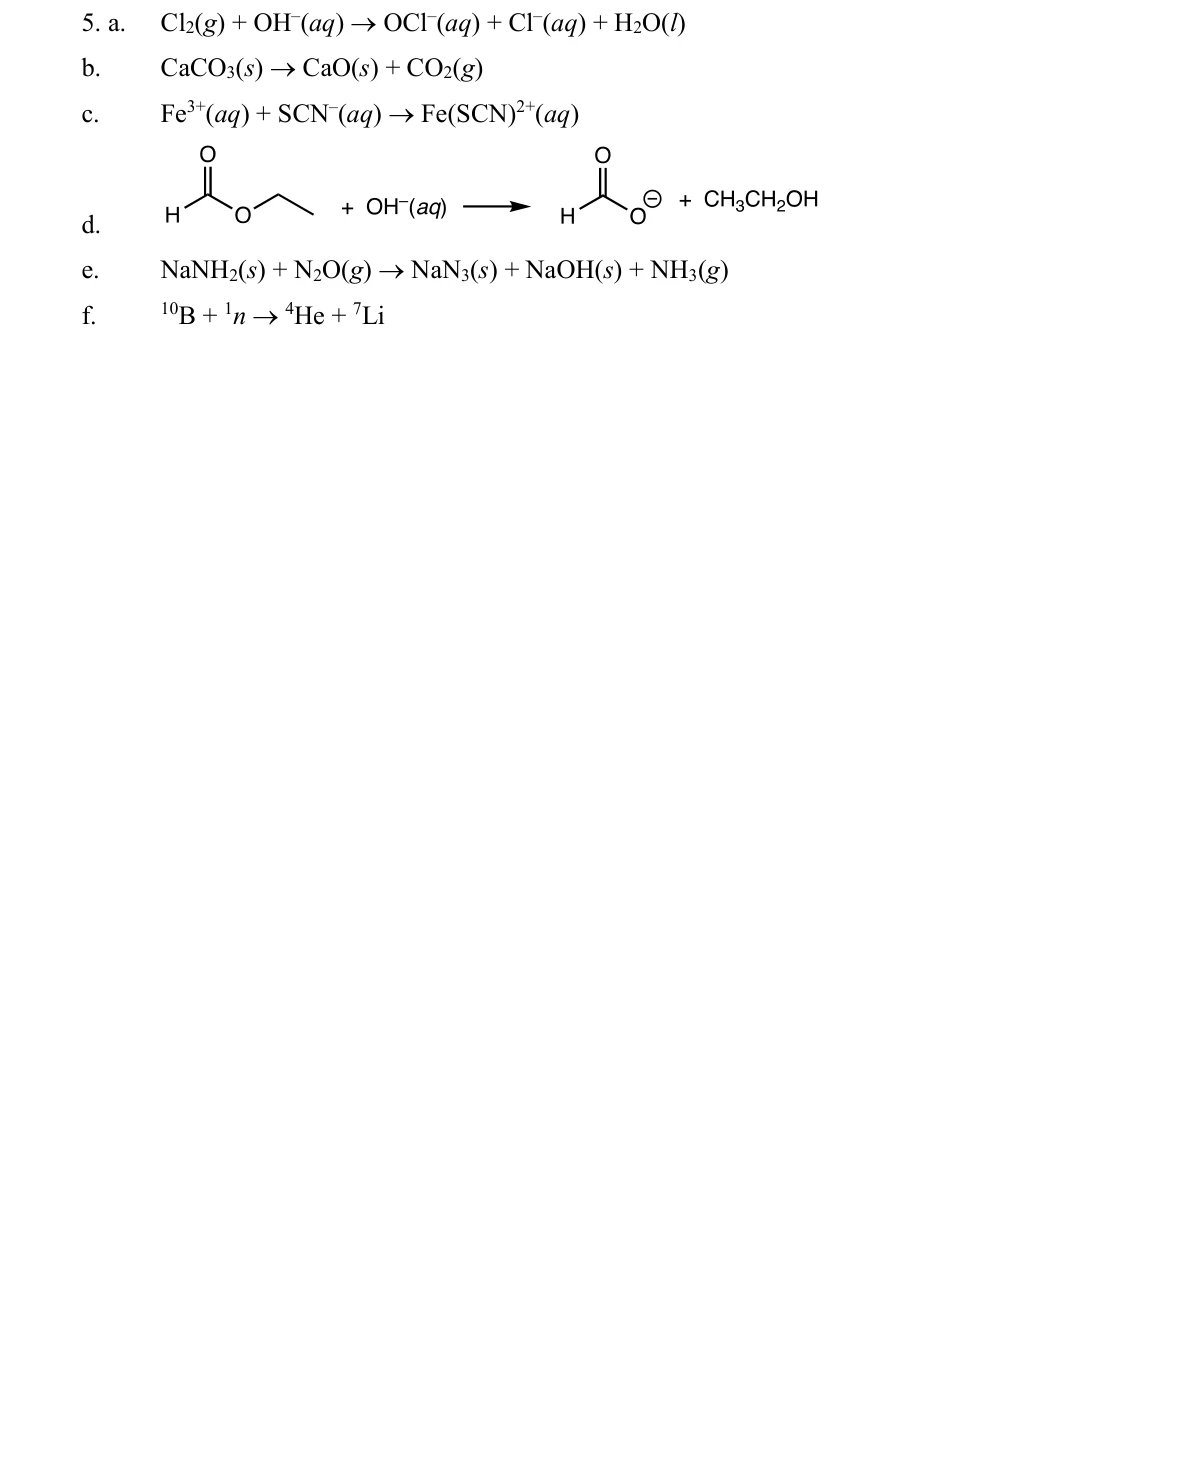 5. a. Cl₂(g) + OH⁻(aq) → OCl⁻(aq) + Cl⁻(aq) + H₂O(l)
b. CaCO₃(s) → CaO(s) + CO₂(g)
c. Fe³⁺(aq) + SCN⁻(aq) → Fe(SCN)²⁺(aq)
O O
d. H O + OH⁻(aq) ⟶ H O ⊖ + CH₃CH₂OH
e. NaNH₂(s) + N₂O(g) → NaN₃(s) + NaOH(s) + NH₃(g)
f. ¹⁰B + ¹n → ⁴He + ⁷Li